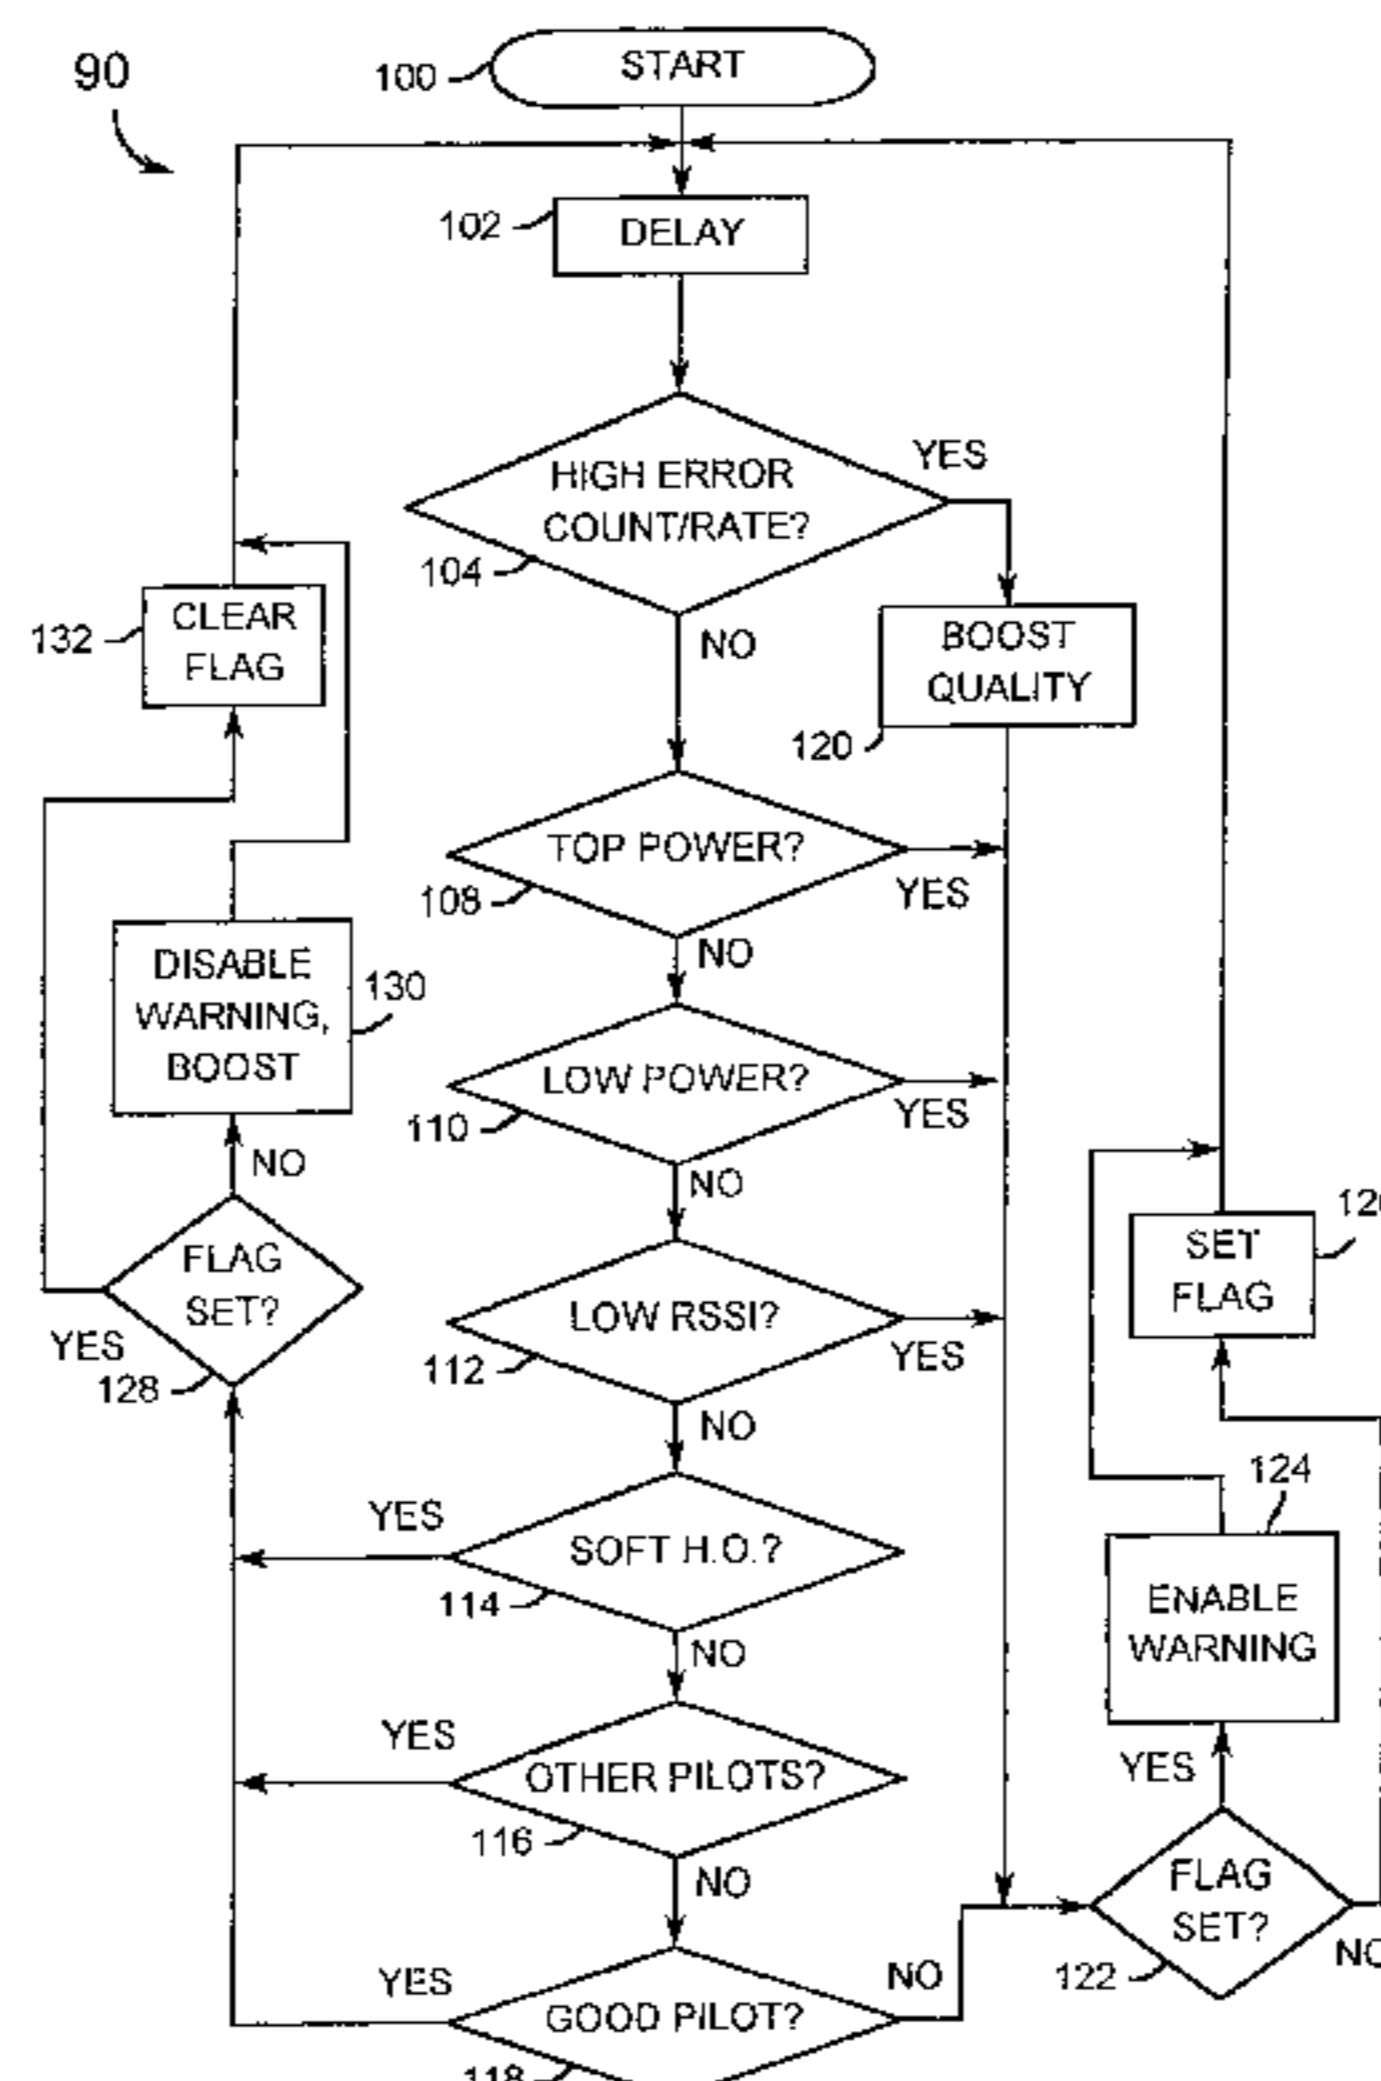 90
100
START
102
DELAY
HIGH ERROR
COUNT/RATE?
104
YES
NO
132
CLEAR
FLAG
BOOST
QUALITY
120
TOP POWER?
108
YES
NO
DISABLE
WARNING,
BOOST
130
LOW POWER?
110
YES
NO
NO
FLAG
SET?
YES
128
LOW RSSI?
112
YES
NO
SET
FLAG
YES
SOFT H.O.?
114
NO
124
ENABLE
WARNING
YES
OTHER PILOTS?
116
NO
YES
FLAG
SET?
122
NO
YES
GOOD PILOT?
NO
118